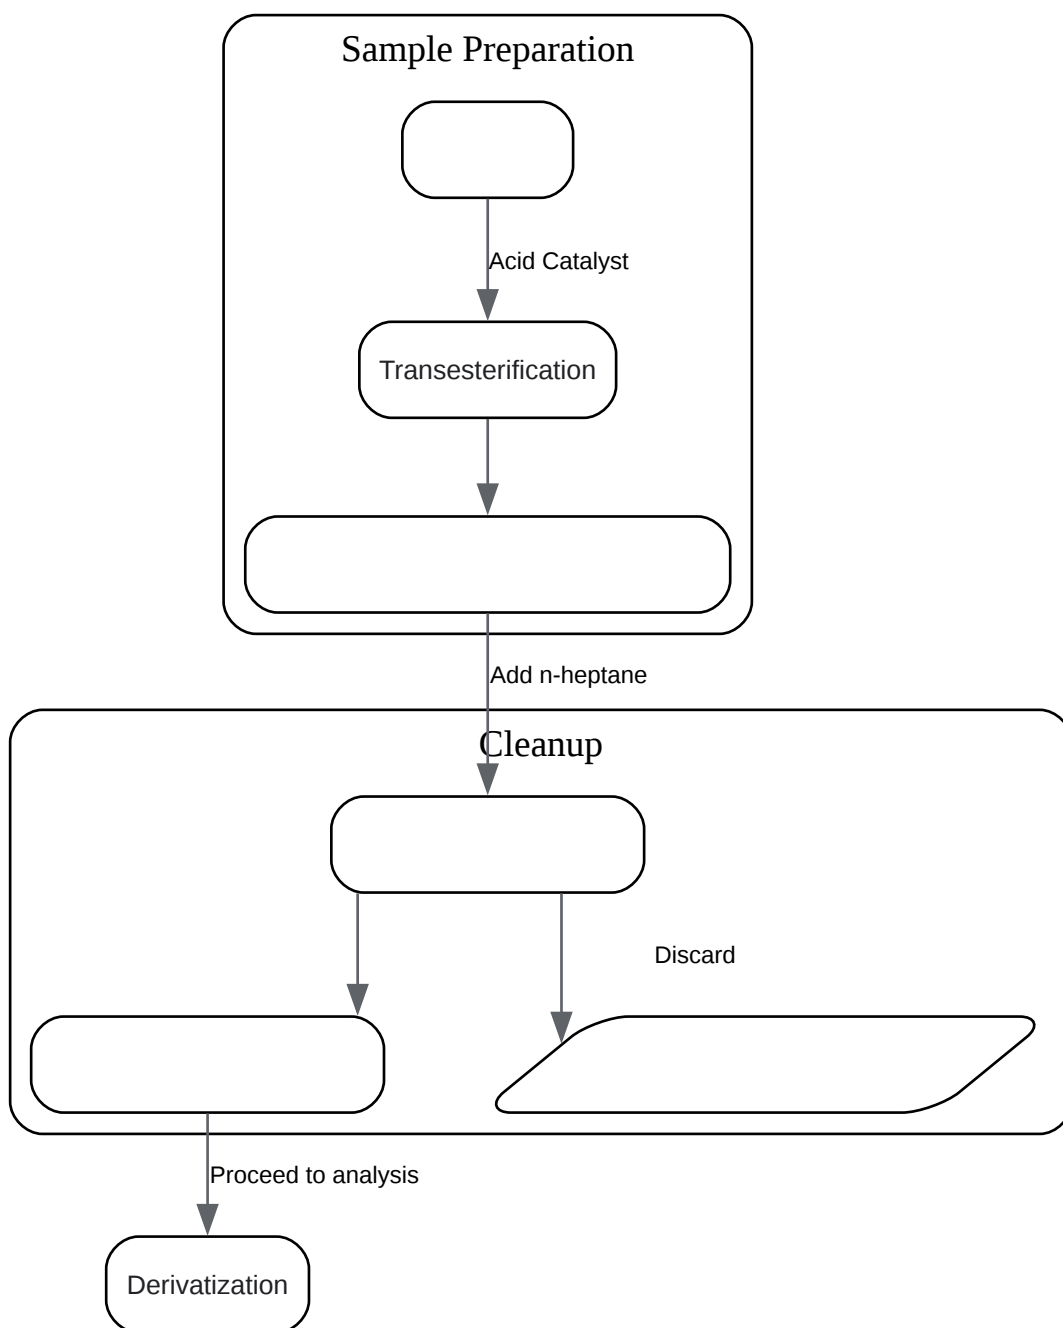 Sample Preparation
Acid Catalyst
Transesterification
Add n-heptane
Cleanup
Discard
Proceed to analysis
Derivatization